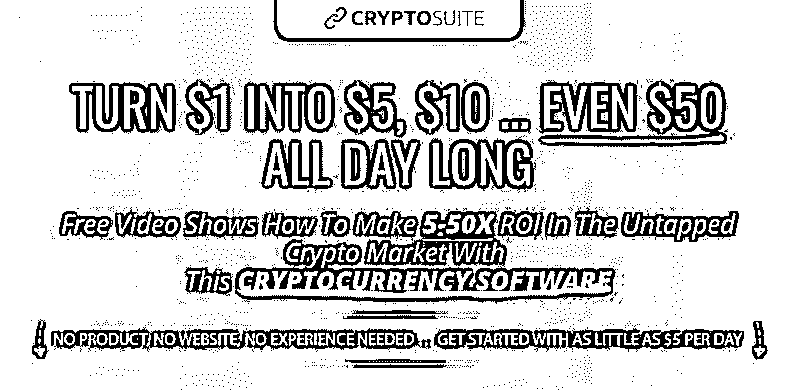 CRYPTOSUITE
TURN $1 INTO $5, $10 ... EVEN $50
ALL DAY LONG
Free Video Shows How To Make 5-50X ROI In The Untapped
Crypto Market With
This CRYPTOCURRENCY SOFTWARE
NO PRODUCT, NO WEBSITE, NO EXPERIENCE NEEDED ... GET STARTED WITH AS LITTLE AS $5 PER DAY